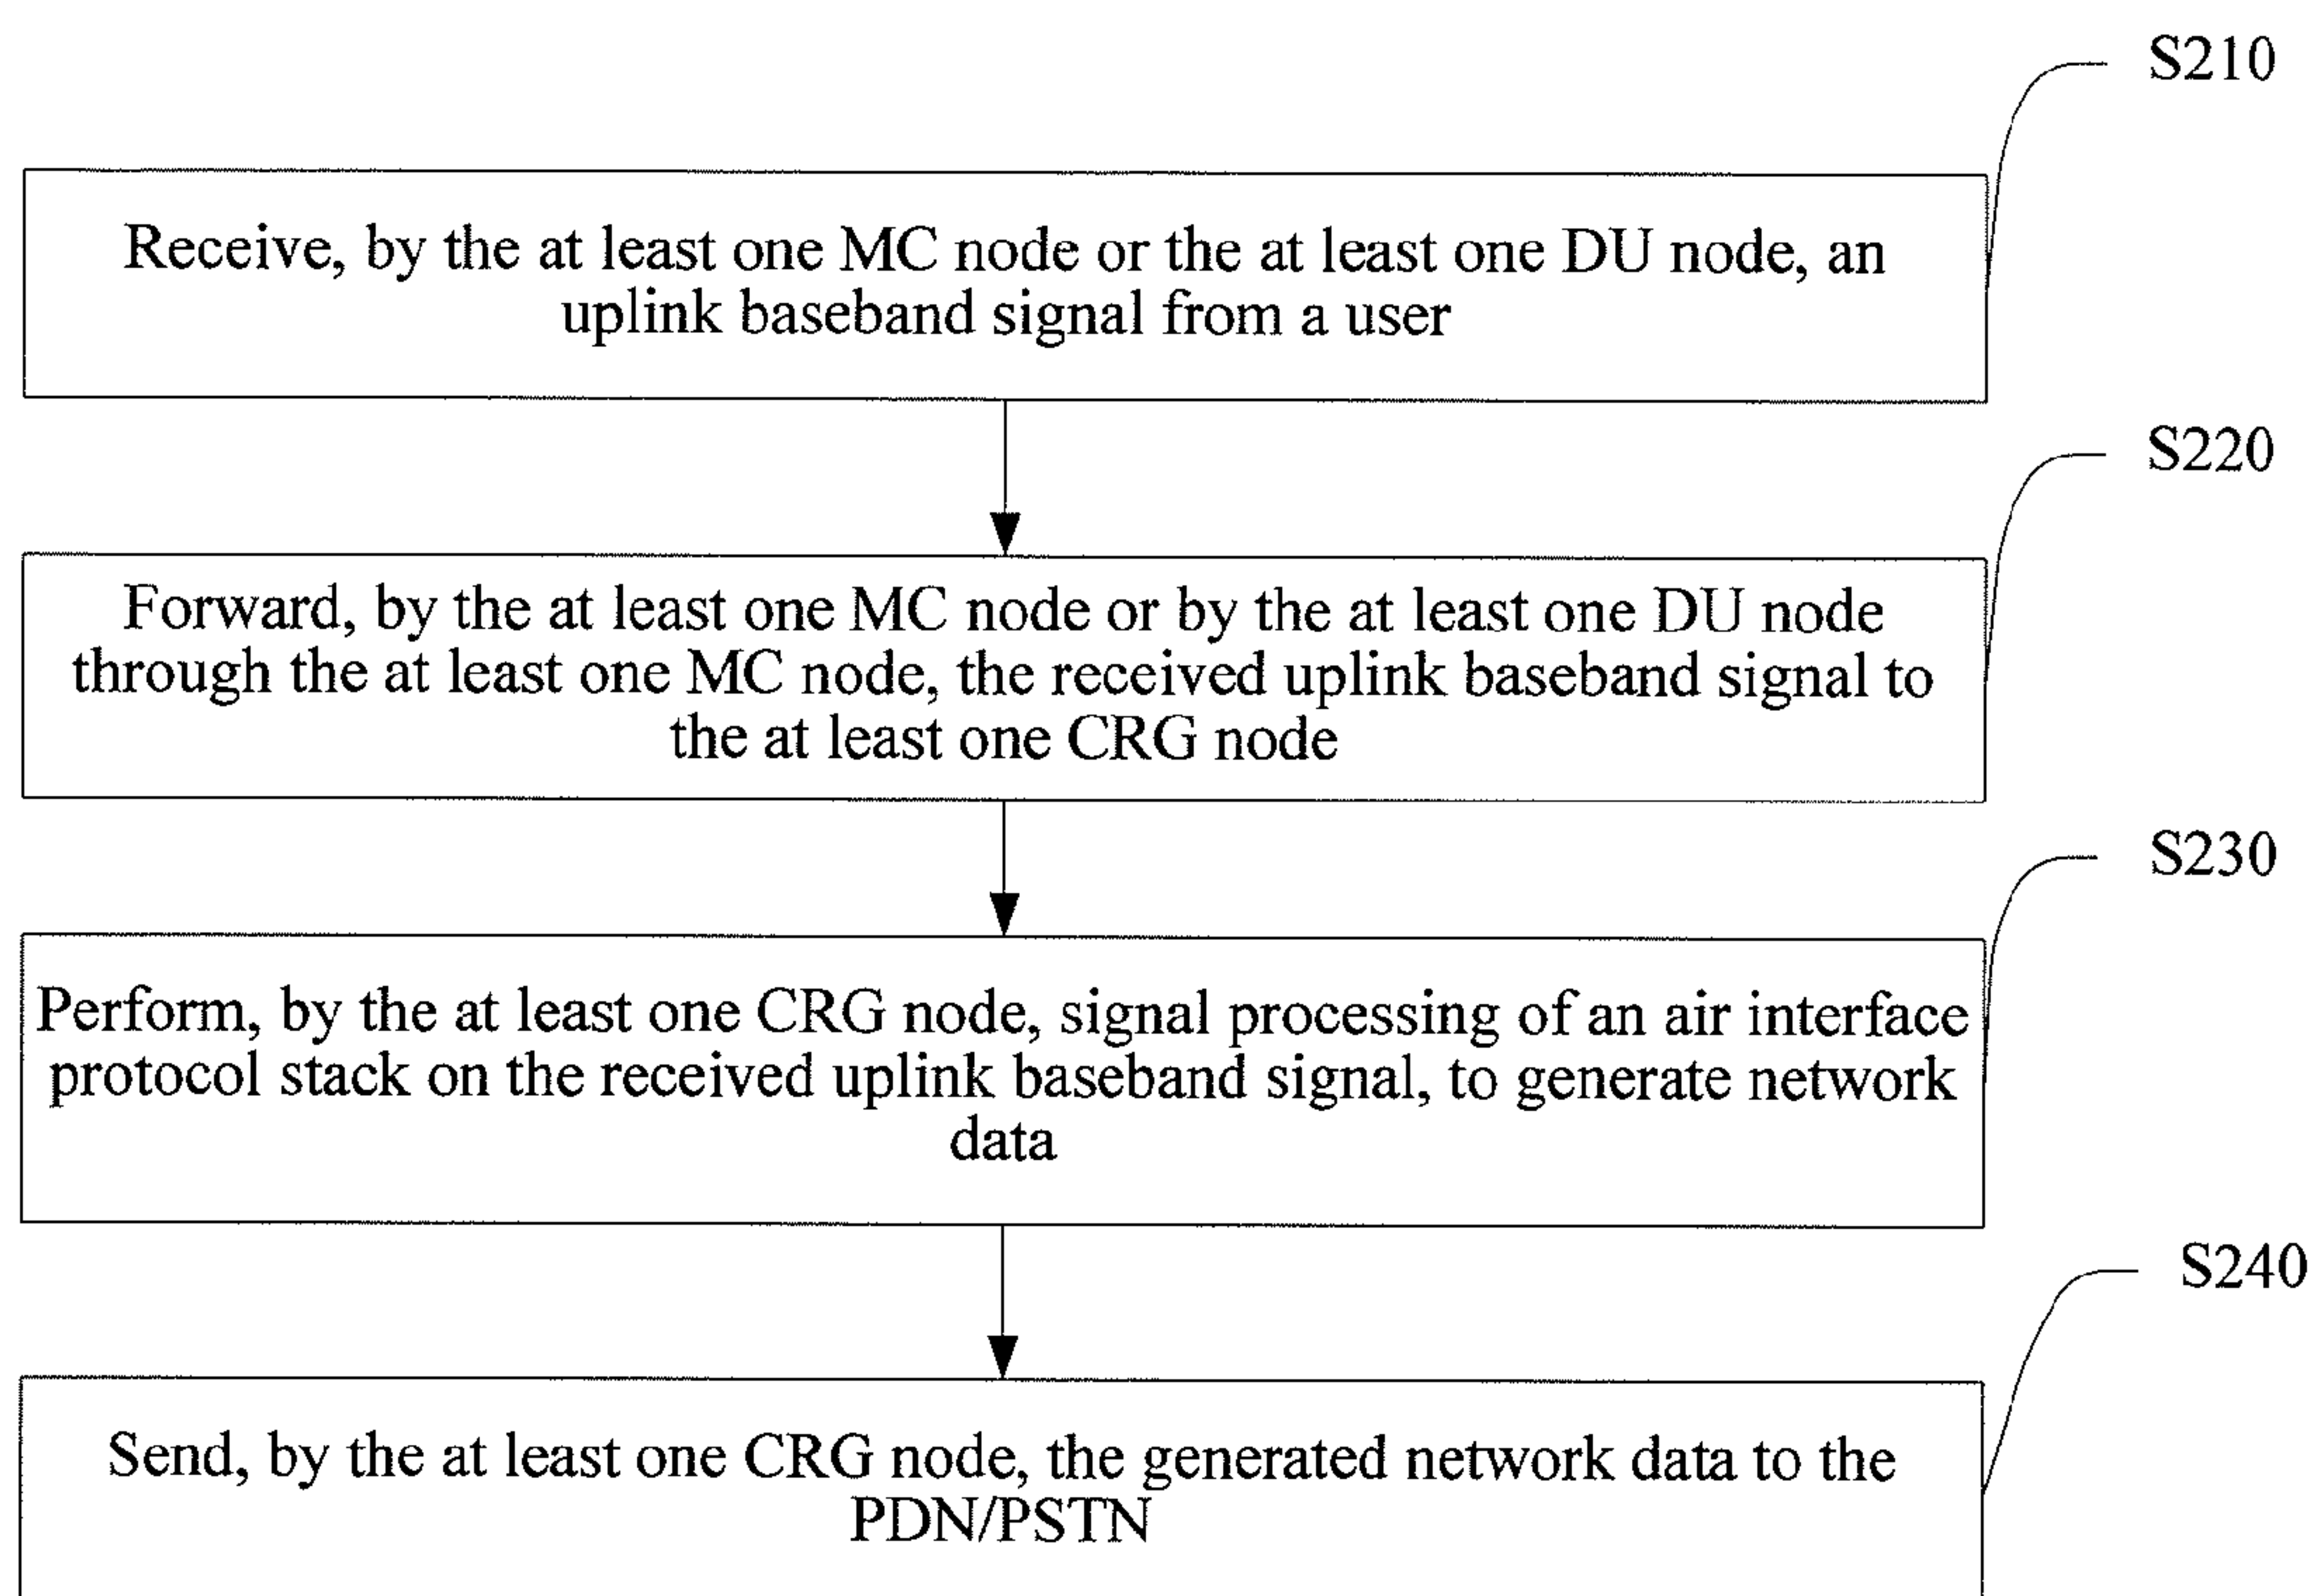 S210
Receive, by the at least one MC node or the at least one DU node, an
uplink baseband signal from a user
S220
Forward, by the at least one MC node or by the at least one DU node
through the at least one MC node, the received uplink baseband signal to
the at least one CRG node
S230
Perform, by the at least one CRG node, signal processing of an air interface
protocol stack on the received uplink baseband signal, to generate network
data
S240
Send, by the at least one CRG node, the generated network data to the
PDN/PSTN